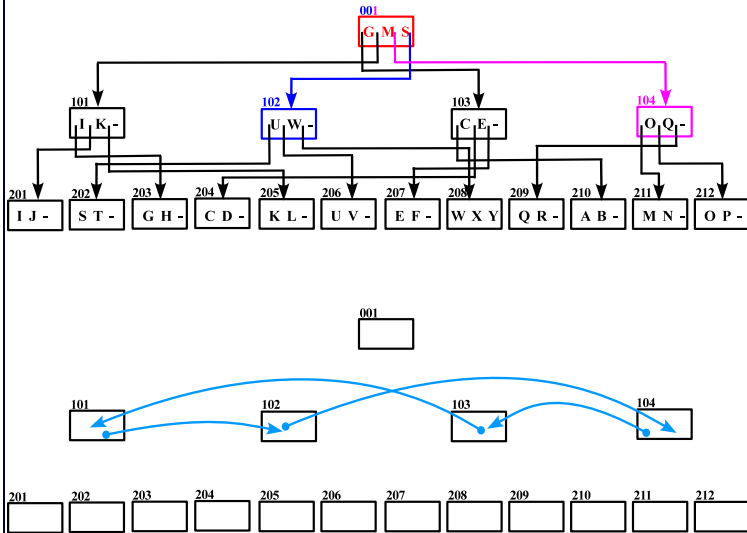 001
G M S
101 102 103 104
I K - U W - C E - O Q -
201 202 203 204 205 206 207 208 209 210 211 212
I J - S T - G H - C D - K L - U V - E F - W X Y Q R - A B - M N - O P -
001
101 102 103 104
201 202 203 204 205 206 207 208 209 210 211 212